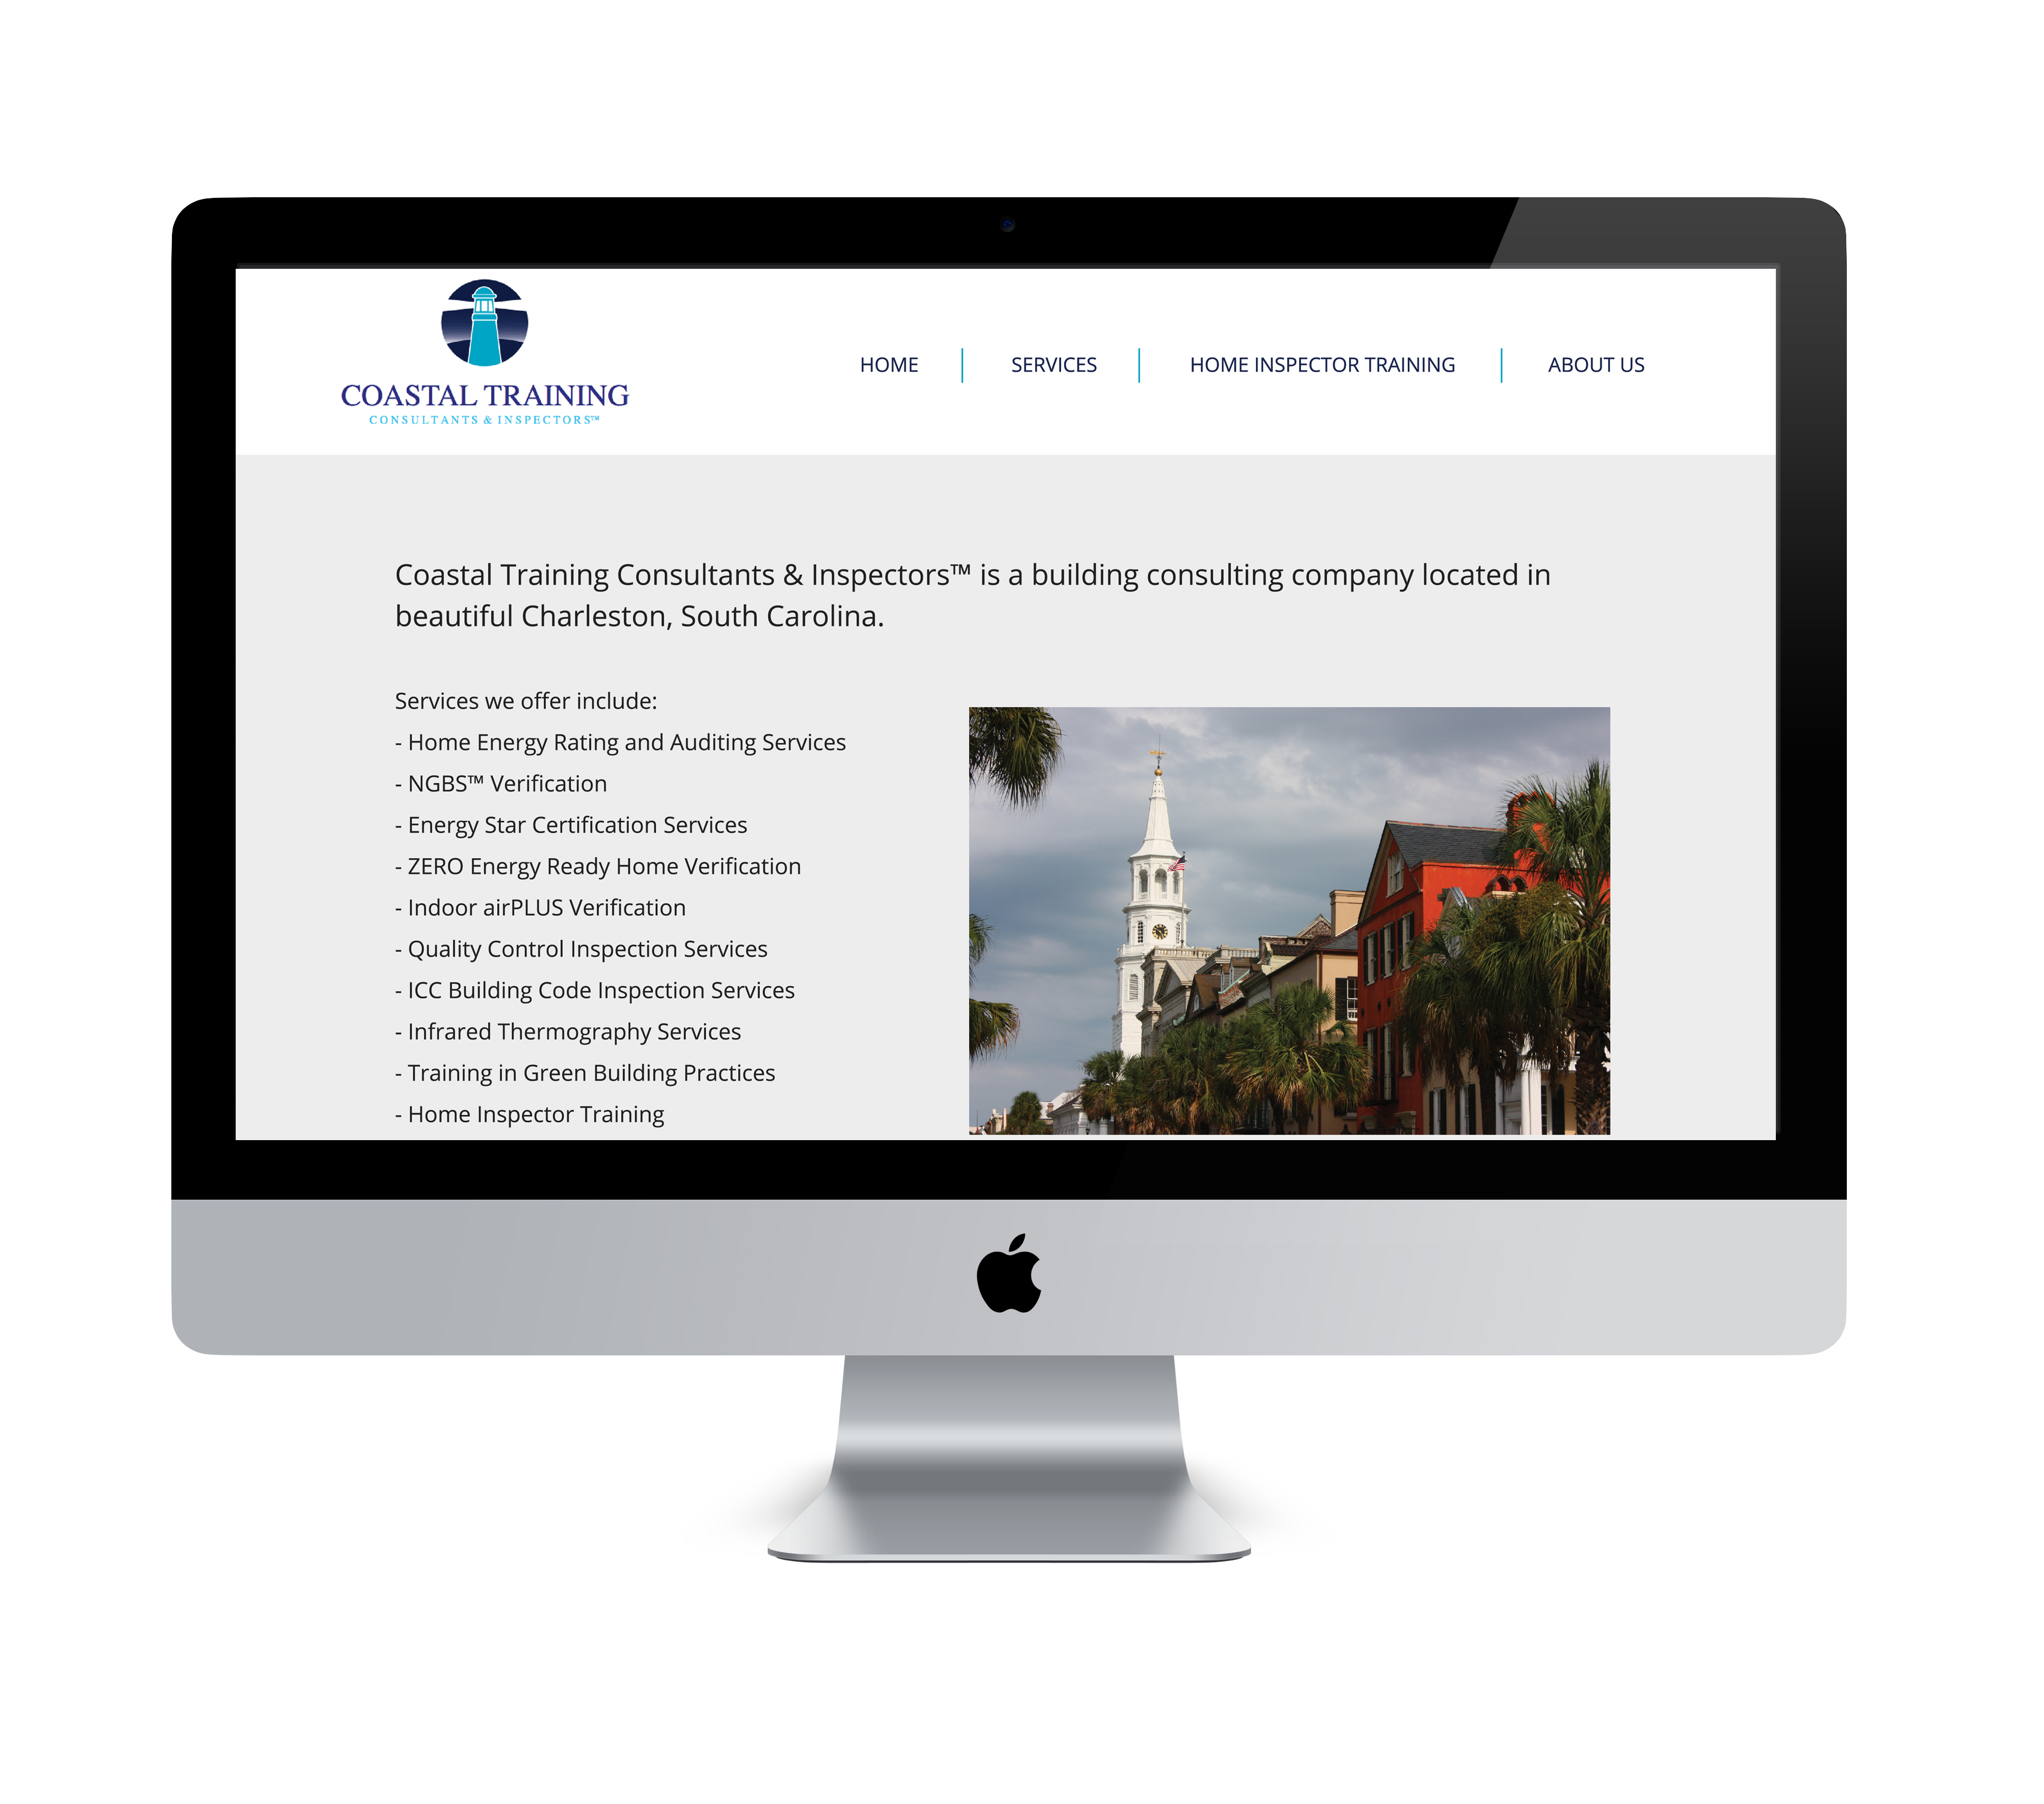 COASTAL TRAINING
CONSULTANTS & INSPECTORS™
HOME
SERVICES
HOME INSPECTOR TRAINING
ABOUT US
Coastal Training Consultants & Inspectors™ is a building consulting company located in
beautiful Charleston, South Carolina.
Services we offer include:
- Home Energy Rating and Auditing Services
- NGBS™ Verification
- Energy Star Certification Services
- ZERO Energy Ready Home Verification
- Indoor airPLUS Verification
- Quality Control Inspection Services
- ICC Building Code Inspection Services
- Infrared Thermography Services
- Training in Green Building Practices
- Home Inspector Training